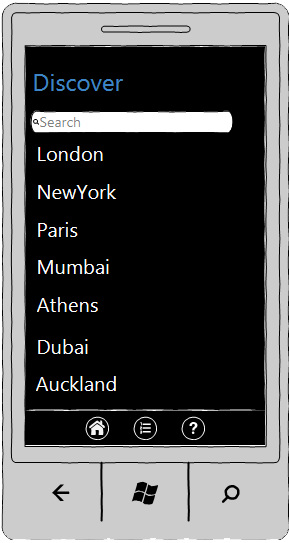 Discover
Search
London
NewYork
Paris
Mumbai
Athens
Dubai
Auckland
?